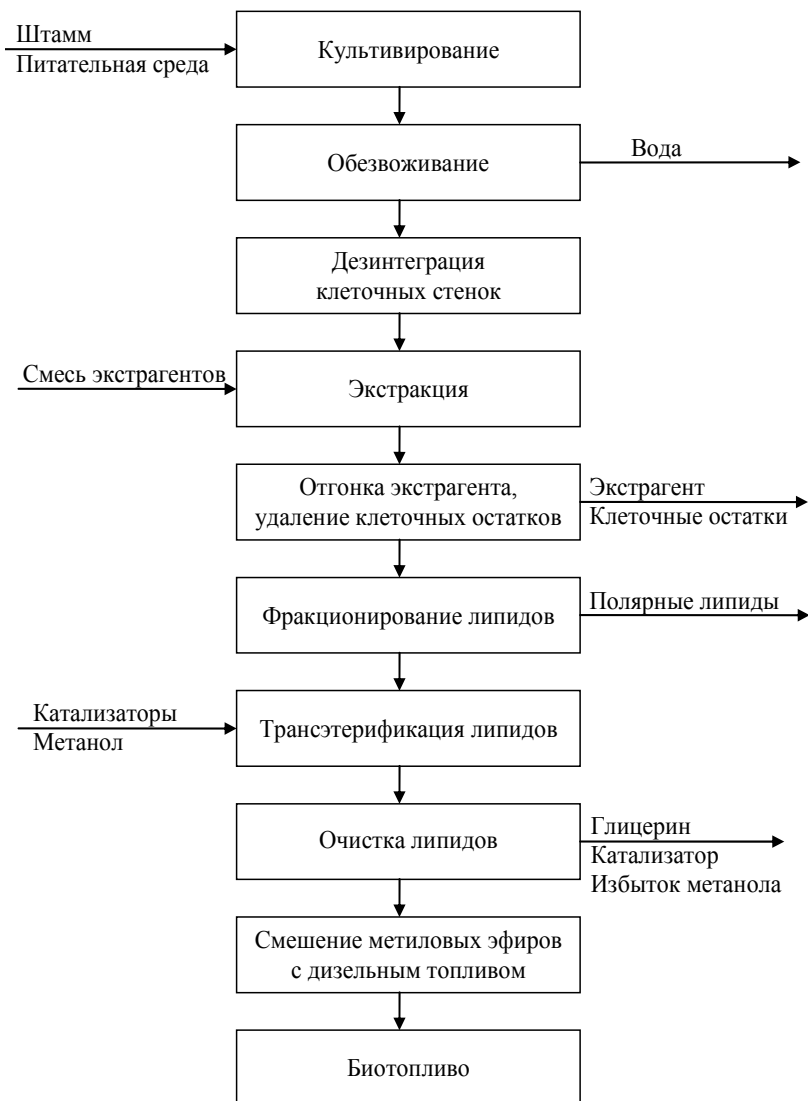 Штамм
Питательная среда
Культивирование
Обезвоживание
Вода
Дезинтеграция
клеточных стенок
Смесь экстрагентов
Экстракция
Отгонка экстрагента,
удаление клеточных остатков
Экстрагент
Клеточные остатки
Фракционирование липидов
Полярные липиды
Катализаторы
Метанол
Трансэтерификация липидов
Очистка липидов
Глицерин
Катализатор
Избыток метанола
Смешение метиловых эфиров
с дизельным топливом
Биотопливо